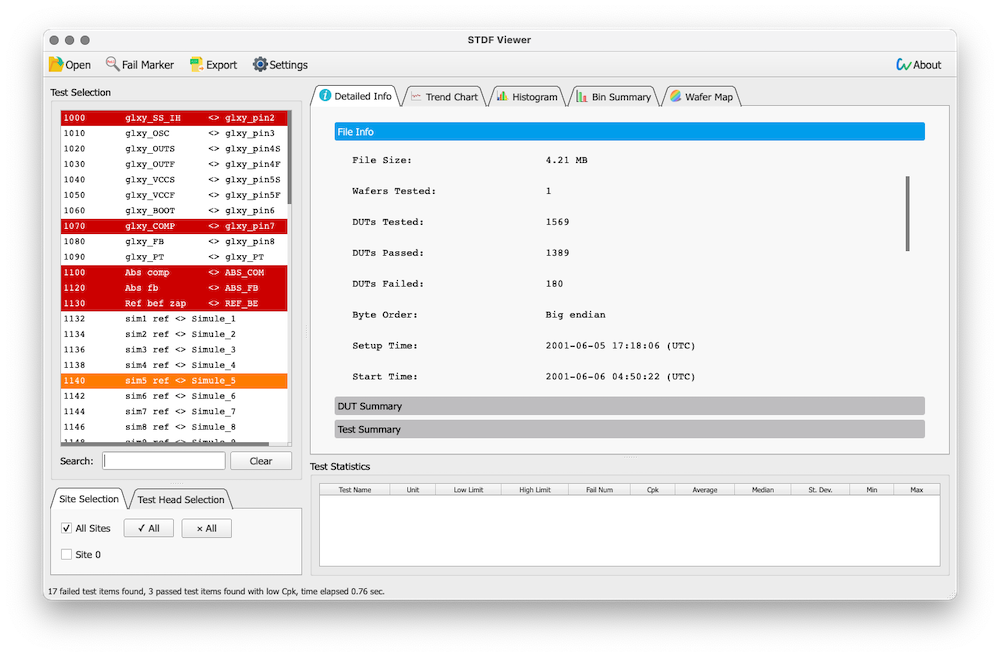 STDF Viewer
Open Fail Marker Export Settings About
Test Selection
1000 glxy_SS_IH <> glxy_pin2
1010 glxy_OSC <> glxy_pin3
1020 glxy_OUTS <> glxy_pin4S
1030 glxy_OUTF <> glxy_pin4F
1040 glxy_VCCS <> glxy_pin5S
1050 glxy_VCCF <> glxy_pin5F
1060 glxy_BOOT <> glxy_pin6
1070 glxy_COMP <> glxy_pin7
1080 glxy_FB <> glxy_pin8
1090 glxy_PT <> glxy_PT
1100 Abs comp <> ABS_COM
1120 Abs fb <> ABS_FB
1130 Ref bef zap <> REF_BE
1132 sim1 ref <> Simule_1
1134 sim2 ref <> Simule_2
1136 sim3 ref <> Simule_3
1138 sim4 ref <> Simule_4
1140 sim5 ref <> Simule_5
1142 sim6 ref <> Simule_6
1144 sim7 ref <> Simule_7
1146 sim8 ref <> Simule_8
1148 sim9 ref <> Simule_9
Search: Clear
Site Selection Test Head Selection
All Sites ✓ All × All
Site 0
Detailed Info Trend Chart Histogram Bin Summary Wafer Map
File Info
File Size: 4.21 MB
Wafers Tested: 1
DUTs Tested: 1569
DUTs Passed: 1389
DUTs Failed: 180
Byte Order: Big endian
Setup Time: 2001-06-05 17:18:06 (UTC)
Start Time: 2001-06-06 04:50:22 (UTC)
DUT Summary
Test Summary
Test Statistics
Test Name Unit Low Limit High Limit Fail Num Cpk Average Median St. Dev. Min Max
17 failed test items found, 3 passed test items found with low Cpk, time elapsed 0.76 sec.